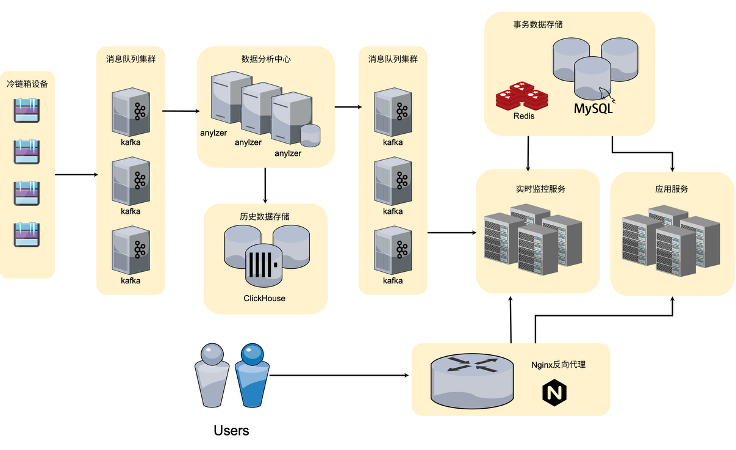 冷链箱设备
消息队列集群
kafka
kafka
kafka
数据分析中心
anylzer
anylzer
anylzer
历史数据存储
ClickHouse
消息队列集群
kafka
kafka
kafka
事务数据存储
Redis
MySQL
实时监控服务
应用服务
Users
Nginx反向代理
N